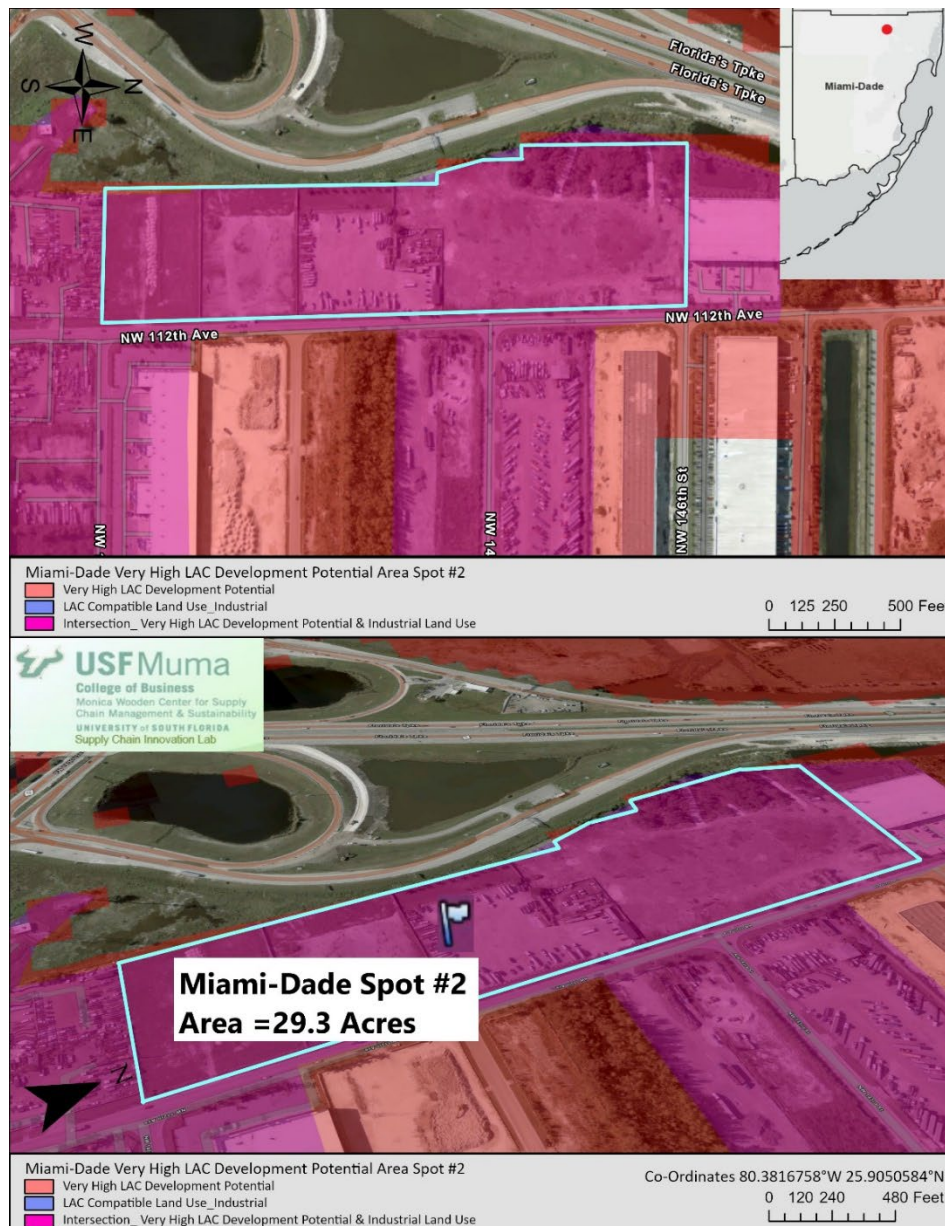 W
N
S
E
Florida's Tpke
Florida's Tpke
Miami-Dade
NW 112th Ave
NW 112th Ave
NW 14
NW 146th St
Miami-Dade Very High LAC Development Potential Area Spot #2
Very High LAC Development Potential
LAC Compatible Land Use_Industrial
Intersection_ Very High LAC Development Potential & Industrial Land Use
0 125 250 500 Feet
USF Muma
College of Business
Monica Wooden Center for Supply
Chain Management & Sustainability
UNIVERSITY of SOUTH FLORIDA
Supply Chain Innovation Lab
Miami-Dade Spot #2
Area =29.3 Acres
N
Miami-Dade Very High LAC Development Potential Area Spot #2
Very High LAC Development Potential
LAC Compatible Land Use_Industrial
Intersection_ Very High LAC Development Potential & Industrial Land Use
Co-Ordinates 80.3816758°W 25.9050584°N
0 120 240 480 Feet